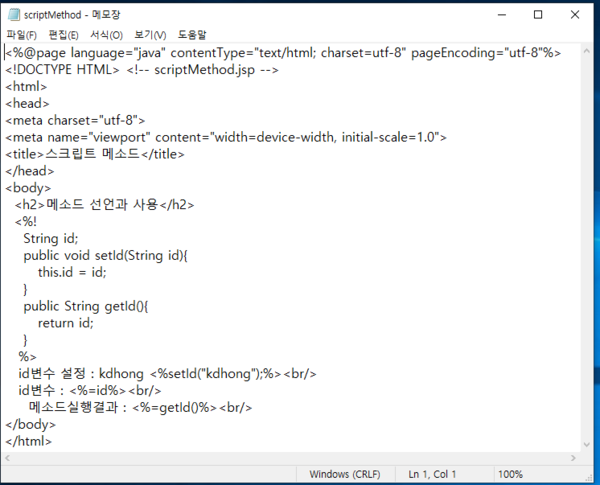 scriptMethod - 메모장
파일(F) 편집(E) 서식(O) 보기(V) 도움말
<%@page language="java" contentType="text/html; charset=utf-8" pageEncoding="utf-8"%>
<!DOCTYPE HTML> <!-- scriptMethod.jsp -->
<html>
<head>
<meta charset="utf-8">
<meta name="viewport" content="width=device-width, initial-scale=1.0">
<title>스크립트 메소드</title>
</head>
<body>
<h2>메소드 선언과 사용</h2>
<%!
String id;
public void setId(String id){
this.id = id;
}
public String getId(){
return id;
}
%>
id변수 설정 : kdhong <%setId("kdhong");%><br/>
id변수 : <%=id%><br/>
메소드실행결과 : <%=getId()%><br/>
</body>
</html>
Windows (CRLF) Ln 1, Col 1 100%